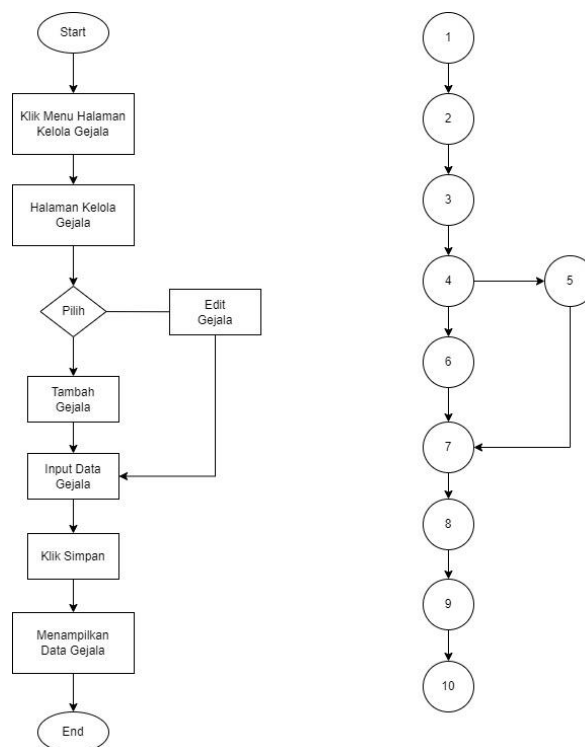 Start
Klik Menu Halaman
Kelola Gejala
Halaman Kelola
Gejala
Pilih
Edit
Gejala
Tambah
Gejala
Input Data
Gejala
Klik Simpan
Menampilkan
Data Gejala
End
1
2
3
4
5
6
7
8
9
10